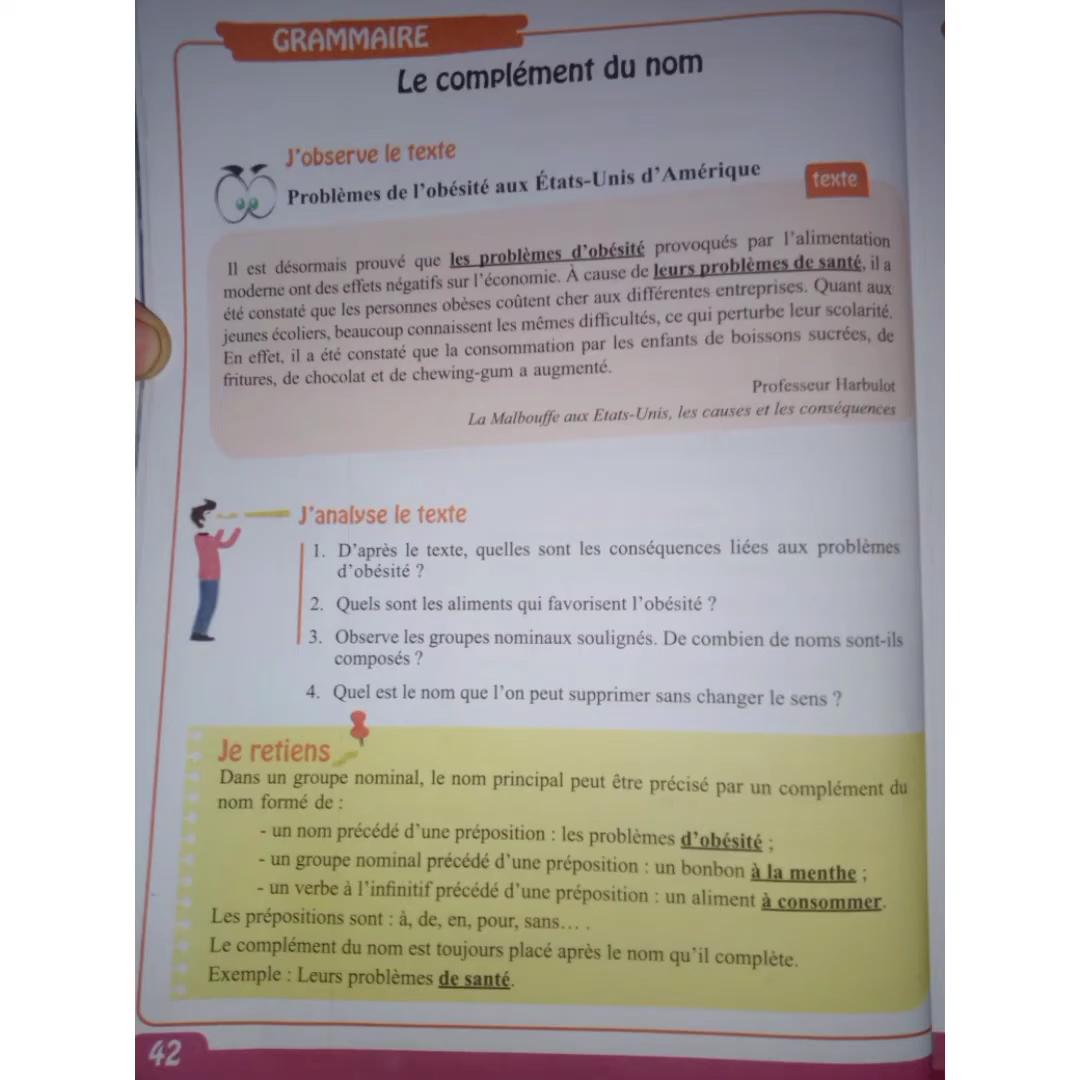 GRAMMAIRE
Le complément du nom
J'observe le texte
Problèmes de l'obésité aux États-Unis d'Amérique
texte
Il est désormais prouvé que les problèmes d'obésité provoqués par l'alimentation
moderne ont des effets négatifs sur l'économie. À cause de leurs problèmes de santé, il a
été constaté que les personnes obèses coûtent cher aux différentes entreprises. Quant aux
jeunes écoliers, beaucoup connaissent les mêmes difficultés, ce qui perturbe leur scolarité.
En effet, il a été constaté que la consommation par les enfants de boissons sucrées, de
fritures, de chocolat et de chewing-gum a augmenté.
Professeur Harbulot
La Malbouffe aux Etats-Unis, les causes et les conséquences
J'analyse le texte
1. D'après le texte, quelles sont les conséquences liées aux problèmes
d'obésité ?
2. Quels sont les aliments qui favorisent l'obésité ?
3. Observe les groupes nominaux soulignés. De combien de noms sont-ils
composés ?
4. Quel est le nom que l'on peut supprimer sans changer le sens ?
Je retiens
Dans un groupe nominal, le nom principal peut être précisé par un complément du
nom formé de :
- un nom précédé d'une préposition : les problèmes d'obésité ;
- un groupe nominal précédé d'une préposition : un bonbon à la menthe ;
- un verbe à l'infinitif précédé d'une préposition : un aliment à consommer.
Les prépositions sont : à, de, en, pour, sans... .
Le complément du nom est toujours placé après le nom qu'il complète.
Exemple : Leurs problèmes de santé.
42